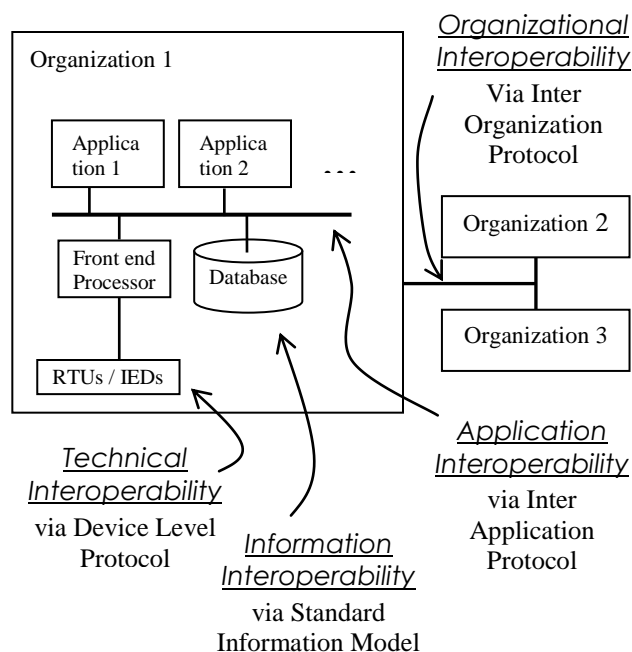 Organization 1
Applica
tion 1
Applica
tion 2
...
Front end
Processor
Database
RTUs / IEDs
Organizational
Interoperability
Via Inter
Organization
Protocol
Organization 2
Organization 3
Technical
Interoperability
via Device Level
Protocol
Information
Interoperability
via Standard
Information Model
Application
Interoperability
via Inter
Application
Protocol